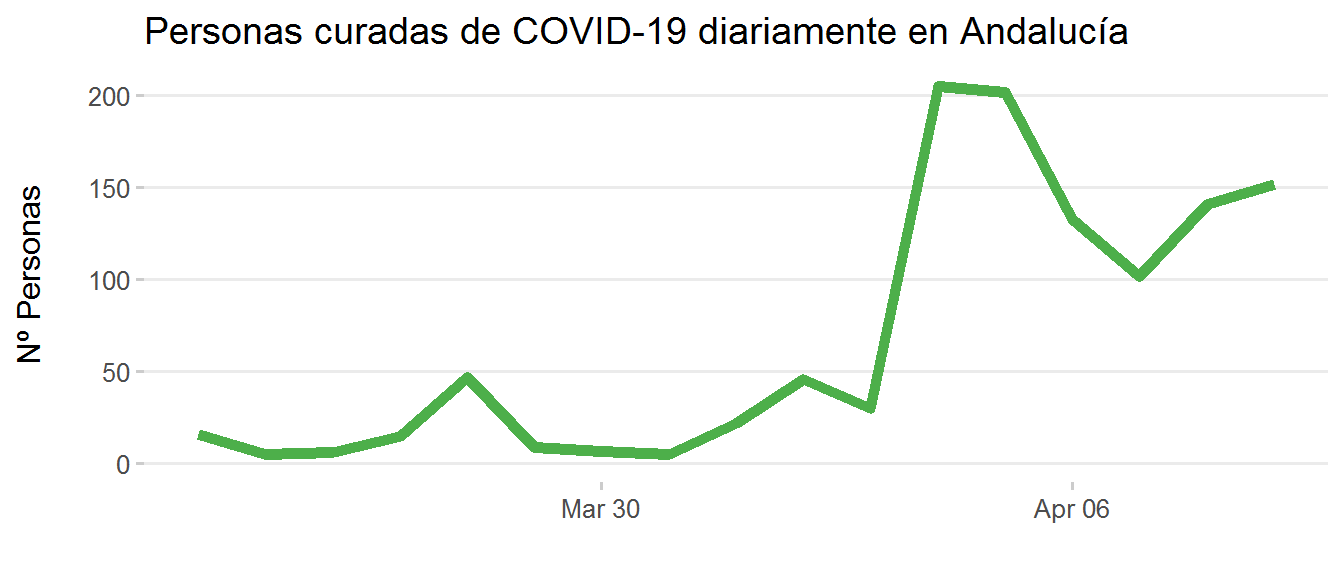 Personas curadas de COVID-19 diariamente en Andalucía
Nº Personas
200
150
100
50
0
Mar 30
Apr 06